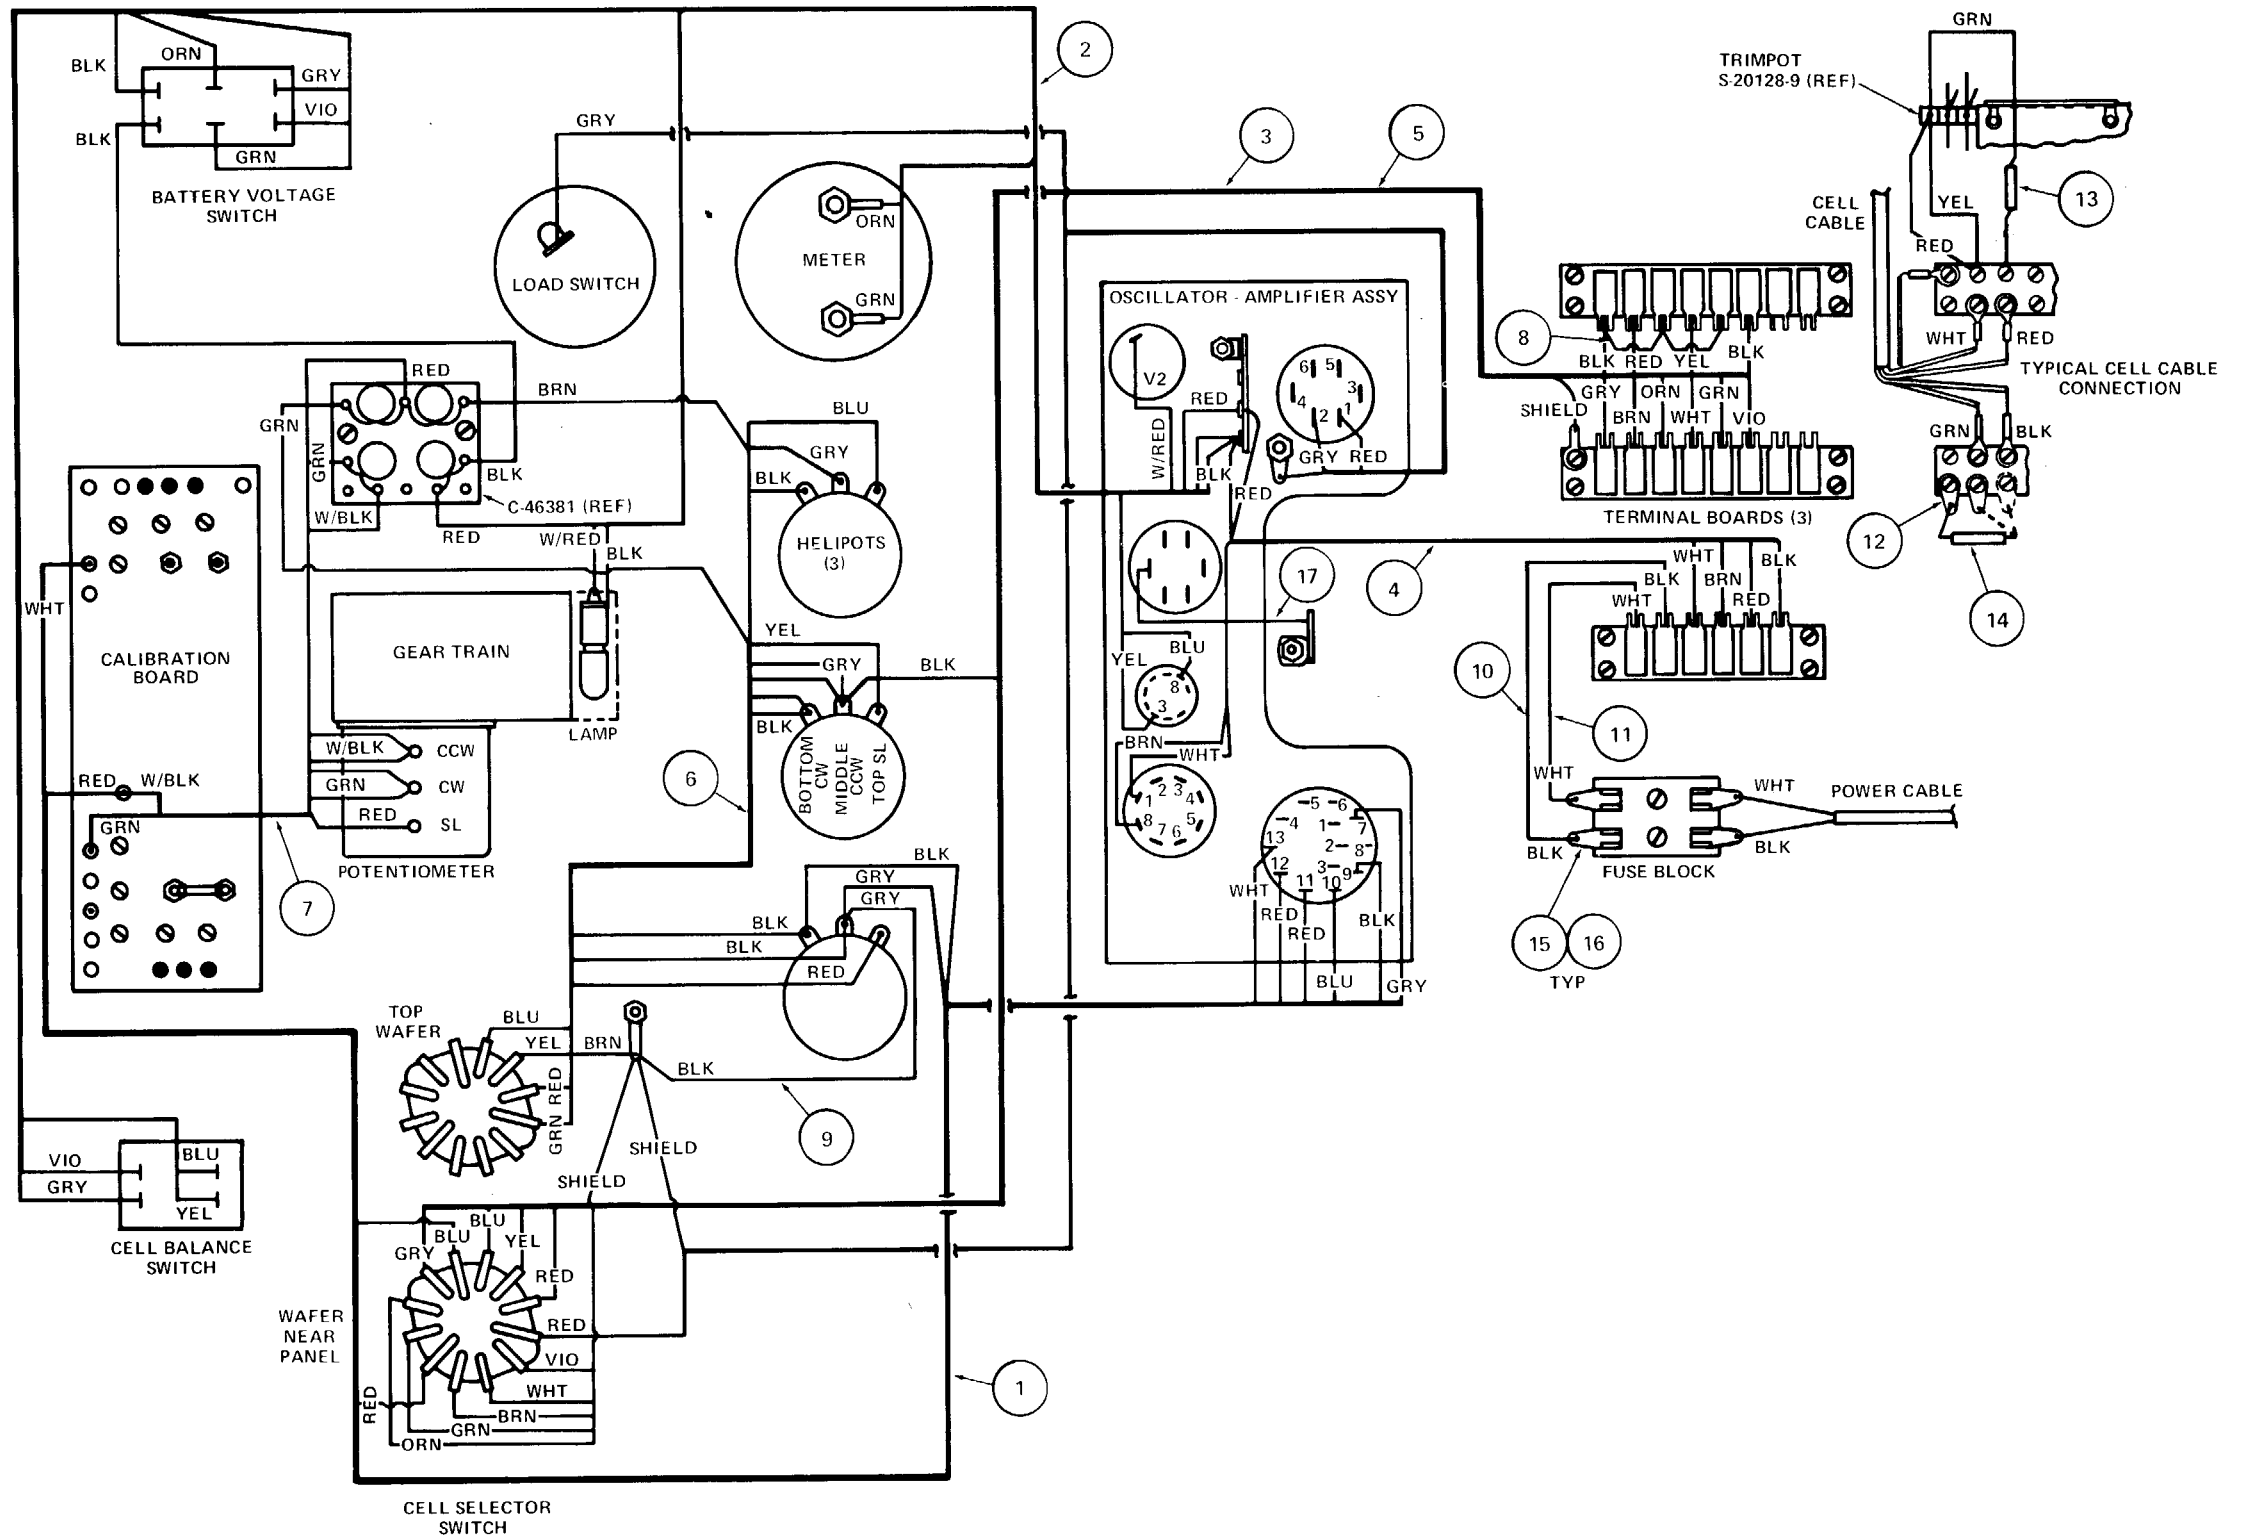 GRN
TRIMPOT
S-20128-9 (REF)
2
ORN
BLK
GRY
VIO
BLK
GRN
BATTERY VOLTAGE
SWITCH
GRY
3
5
13
CELL
CABLE
YEL
RED
ORN
METER
GRN
LOAD SWITCH
OSCILLATOR - AMPLIFIER ASSY
V2
6 5
4 3
2 1
RED
W/RED
BLK
GRY RED
RED
8
BLK RED YEL BLK
GRY ORN GRN
SHIELD
BRN WHT VIO
TERMINAL BOARDS (3)
WHT RED
TYPICAL CELL CABLE
CONNECTION
GRN BLK
12
14
RED
BRN
GRN
GRN
BLK
W/BLK
C-46381 (REF)
RED
W/RED
BLK
BLU
GRY
BLK
HELIPOTS
(3)
17
4
WHT
BLK
BRN
BLK
WHT
RED
WHT
CALIBRATION
BOARD
GEAR TRAIN
LAMP
YEL
GRY
BLK
BLK
BOTTOM
CW
MIDDLE
CCW
TOP SL
YEL
BLU
8
3
10
11
W/BLK
CCW
GRN
CW
RED
SL
POTENTIOMETER
RED W/BLK
GRN
7
6
BRN
WHT
1 2 3 4
8 7 6 5
5 6
4 1 7
13 2 8
12 3 9
11 10
WHT
RED
RED
BLU
BLK
GRY
WHT
BLK
WHT
BLK
POWER CABLE
FUSE BLOCK
15 16
TYP
BLK
GRY
GRY
BLK
BLK
RED
TOP
WAFER
BLU
YEL
BRN
BLK
RED
GRN
9
SHIELD
SHIELD
VIO
GRY
BLU
YEL
CELL BALANCE
SWITCH
BLU
BLU
GRY
YEL
RED
WAFER
NEAR
PANEL
RED
VIO
WHT
RED
BRN
GRN
ORN
1
CELL SELECTOR
SWITCH